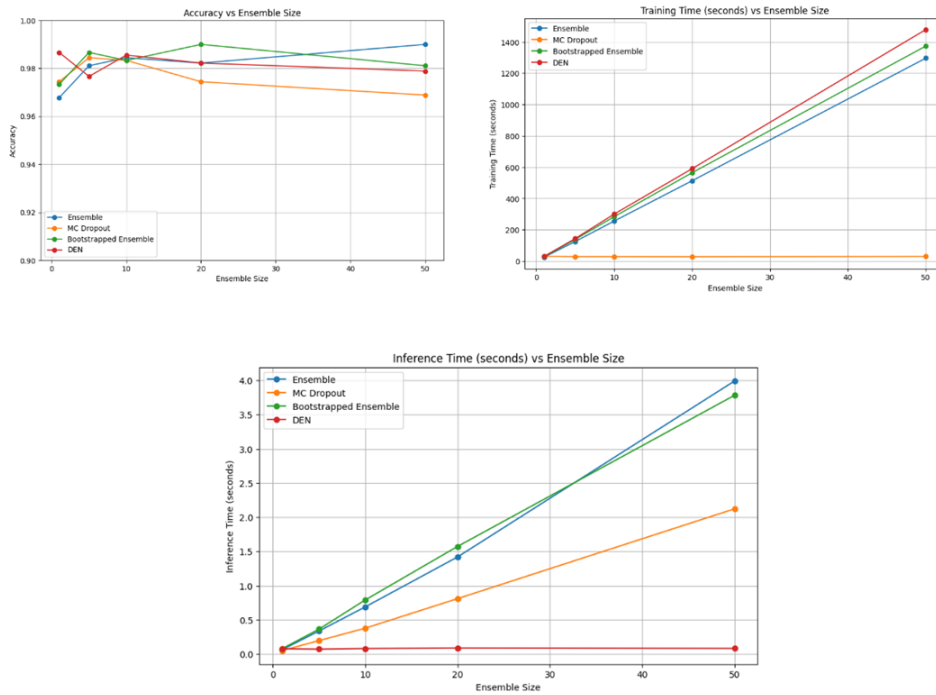 Accuracy vs Ensemble Size
1.00
0.98
0.96
0.94
0.92
0.90
Accuracy
Ensemble
MC Dropout
Bootstrapped Ensemble
DEN
0 10 20 30 40 50
Ensemble Size
Training Time (seconds) vs Ensemble Size
Ensemble
MC Dropout
Bootstrapped Ensemble
DEN
1400
1200
1000
800
600
400
200
0
Training Time (seconds)
0 10 20 30 40 50
Ensemble Size
Inference Time (seconds) vs Ensemble Size
Ensemble
MC Dropout
Bootstrapped Ensemble
DEN
4.0
3.5
3.0
2.5
2.0
1.5
1.0
0.5
0.0
Inference Time (seconds)
0 10 20 30 40 50
Ensemble Size